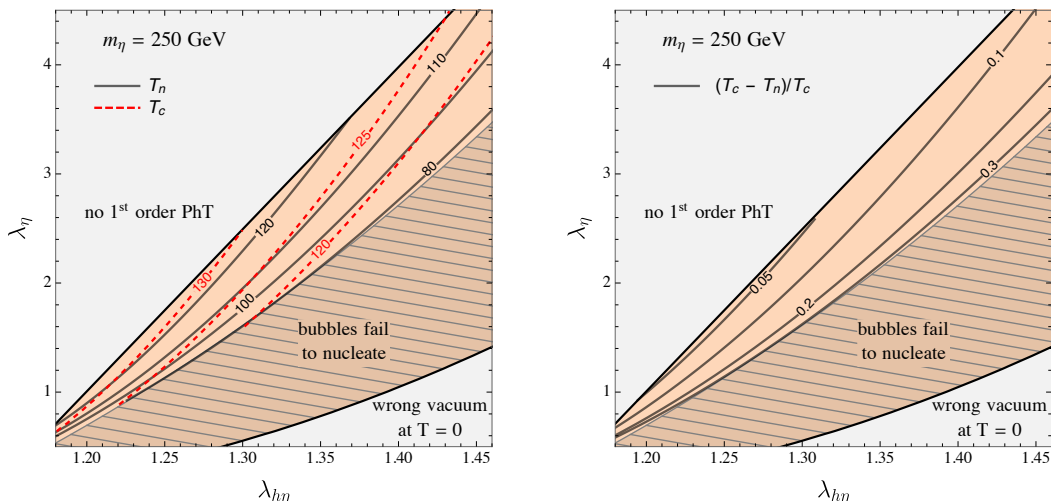 m_η = 250 GeV
T_n
T_c
110
125
80
no 1st order PhT
120
120
130
100
bubbles fail
to nucleate
wrong vacuum
at T = 0
4
3
2
1
λ_η
1.20 1.25 1.30 1.35 1.40 1.45
λ_hη
m_η = 250 GeV
(T_c − T_n)/T_c
0.1
0.3
no 1st order PhT
0.05
0.2
bubbles fail
to nucleate
wrong vacuum
at T = 0
4
3
2
1
λ_η
1.20 1.25 1.30 1.35 1.40 1.45
λ_hη